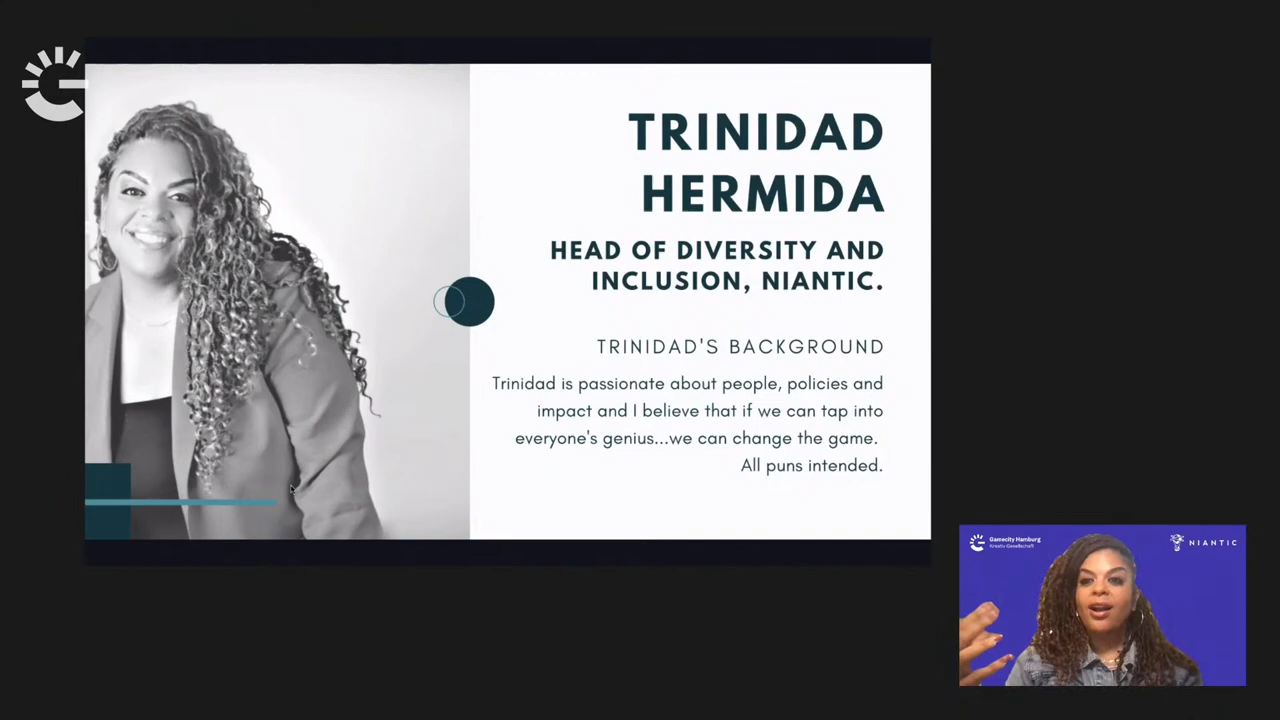 TRINIDAD
HERMIDA
HEAD OF DIVERSITY AND
INCLUSION, NIANTIC.
TRINIDAD'S BACKGROUND
Trinidad is passionate about people, policies and
impact and I believe that if we can tap into
everyone's genius...we can change the game.
All puns intended.
Gamecity Hamburg
Kreativ Gesellschaft
NIANTIC